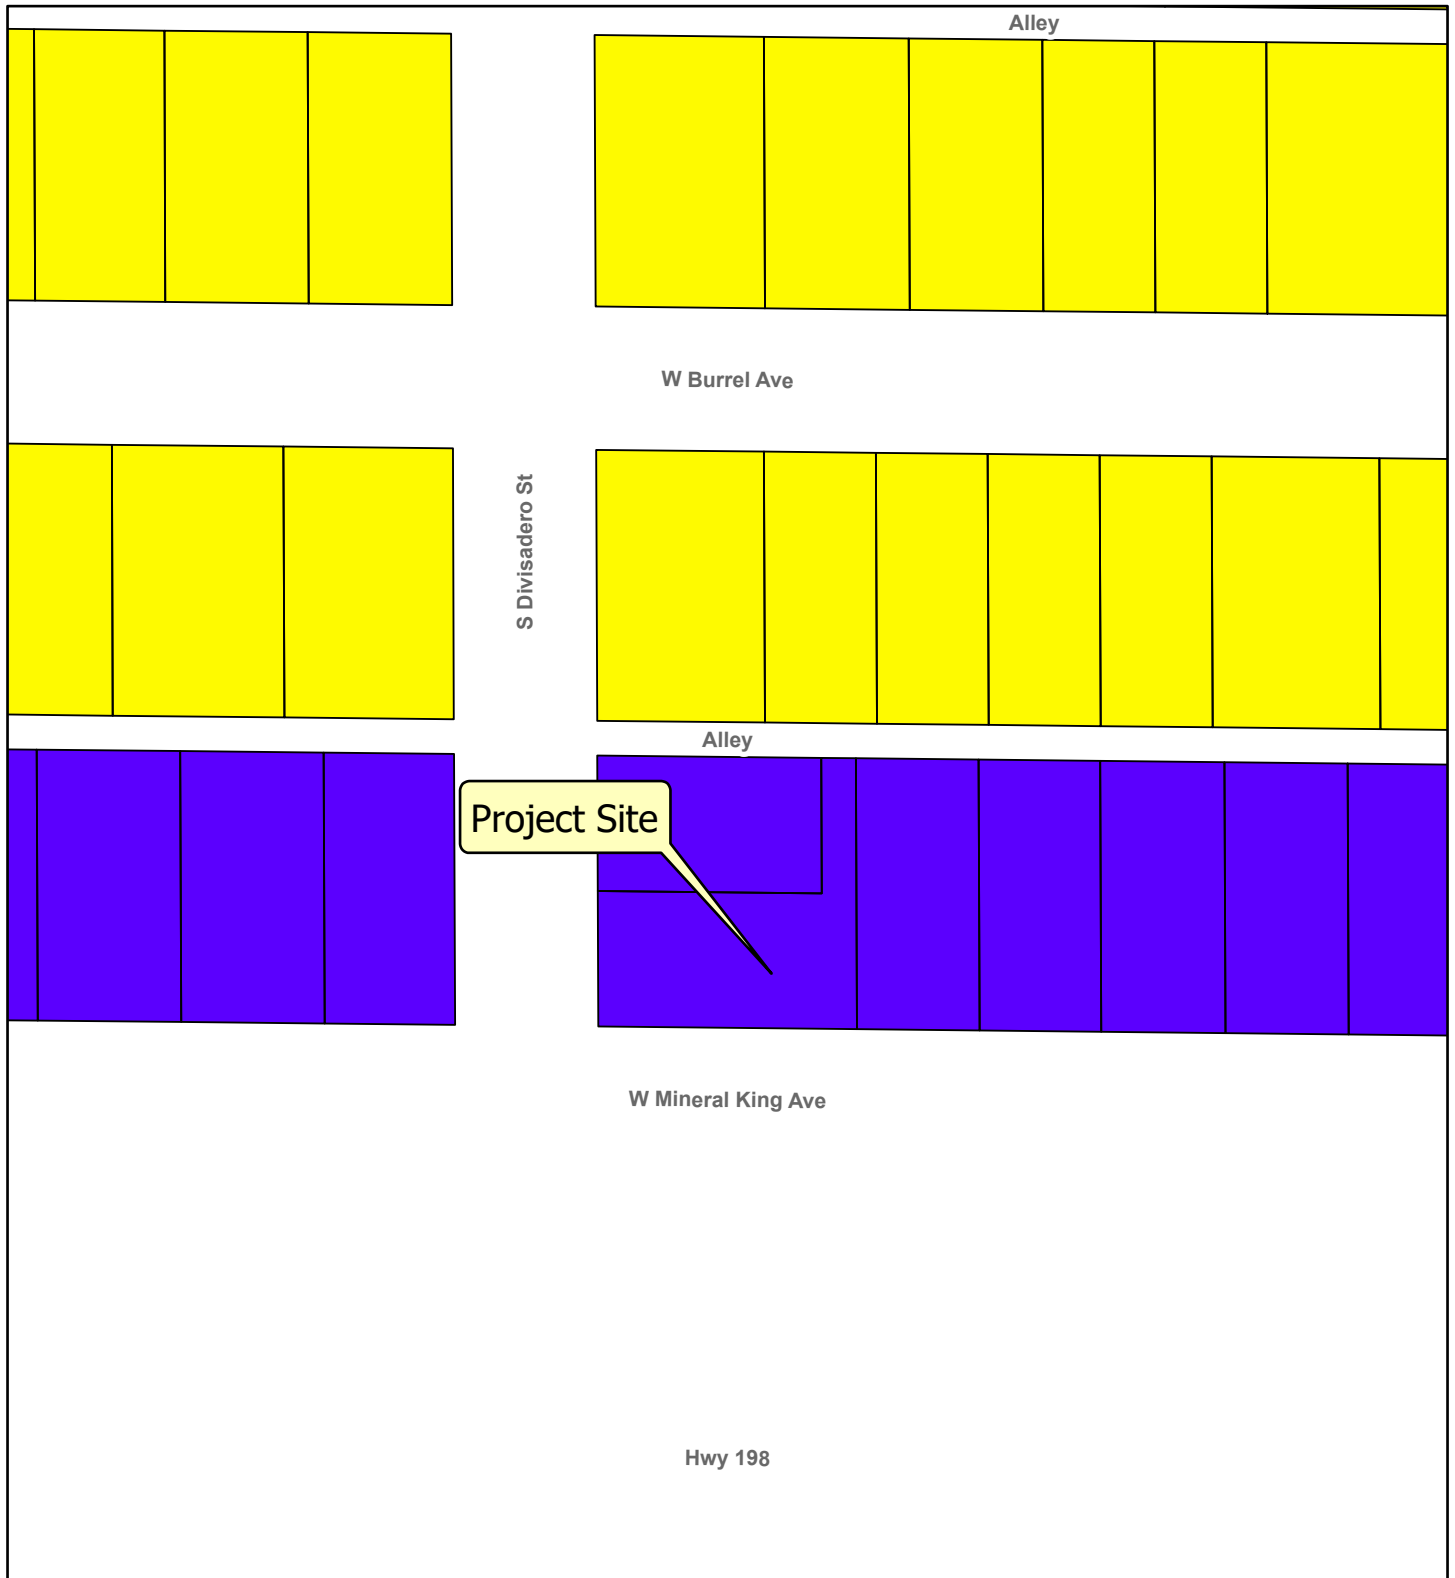 Alley
W Burrel Ave
S Divisadero St
Alley
Project Site
W Mineral King Ave
Hwy 198